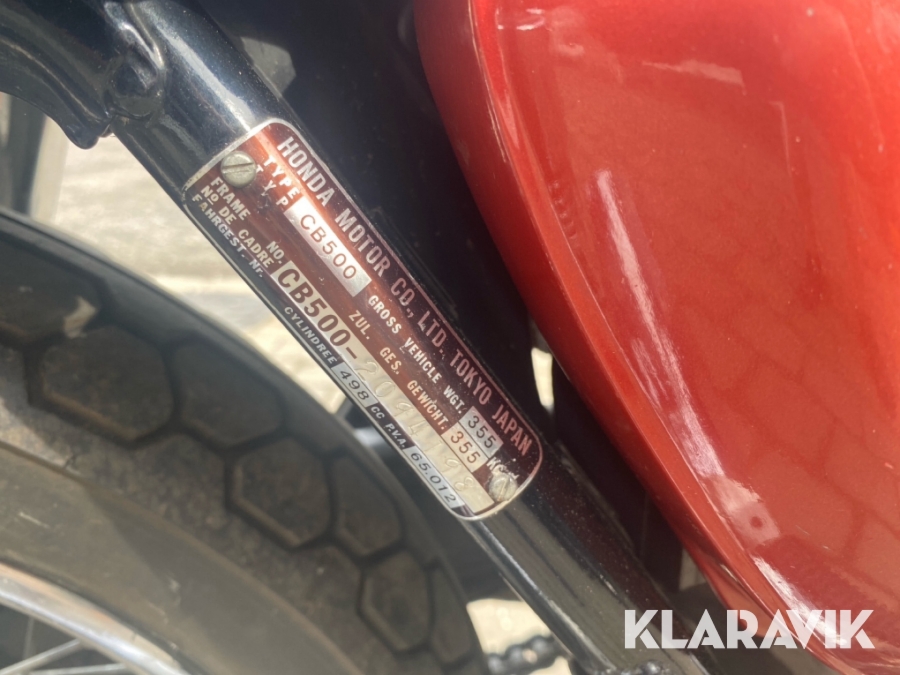 HONDA MOTOR CO., LTD. TOKYO JAPAN
TYPE
TYP
CB500
GROSS VEHICLE WGT. 355
ZUL. GES. GEWICHT. 355
FRAME NO.
NO DE CADRE
FAHRGEST. Nr.
CB500-
CYLINDREE 498 CC P.V.A. 65.012
KLARAVIK